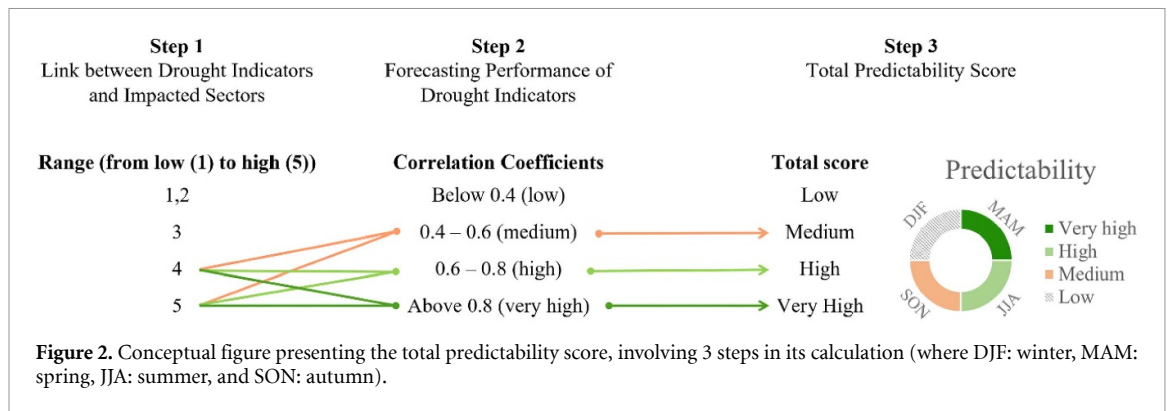 Step 1
Link between Drought Indicators
and Impacted Sectors
Step 2
Forecasting Performance of
Drought Indicators
Step 3
Total Predictability Score
Range (from low (1) to high (5))
1,2
3
4
5
Correlation Coefficients
Below 0.4 (low)
0.4 – 0.6 (medium)
0.6 – 0.8 (high)
Above 0.8 (very high)
Total score
Low
Medium
High
Very High
Predictability
DJF
MAM
SON
JJA
Very high
High
Medium
Low
Figure 2. Conceptual figure presenting the total predictability score, involving 3 steps in its calculation (where DJF: winter, MAM:
spring, JJA: summer, and SON: autumn).